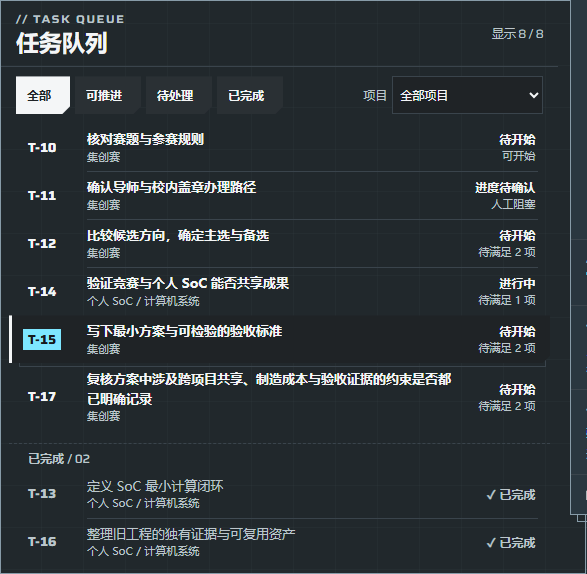 // TASK QUEUE
任务队列
显示 8 / 8
全部 可推进 待处理 已完成 项目 全部项目
T-10 核对赛题与参赛规则 待开始
集创赛 可开始
T-11 确认导师与校内盖章办理路径 进度待确认
集创赛 人工阻塞
T-12 比较候选方向，确定主选与备选 待开始
集创赛 待满足 2 项
T-14 验证竞赛与个人 SoC 能否共享成果 进行中
个人 SoC / 计算机系统 待满足 1 项
T-15 写下最小方案与可检验的验收标准 待开始
集创赛 待满足 2 项
T-17 复核方案中涉及跨项目共享、制造成本与验收证据的约束是否都 待开始
已明确记录 待满足 2 项
集创赛
已完成 / 02
T-13 定义 SoC 最小计算闭环 ✓ 已完成
个人 SoC / 计算机系统
T-16 整理旧工程的独有证据与可复用资产 ✓ 已完成
个人 SoC / 计算机系统